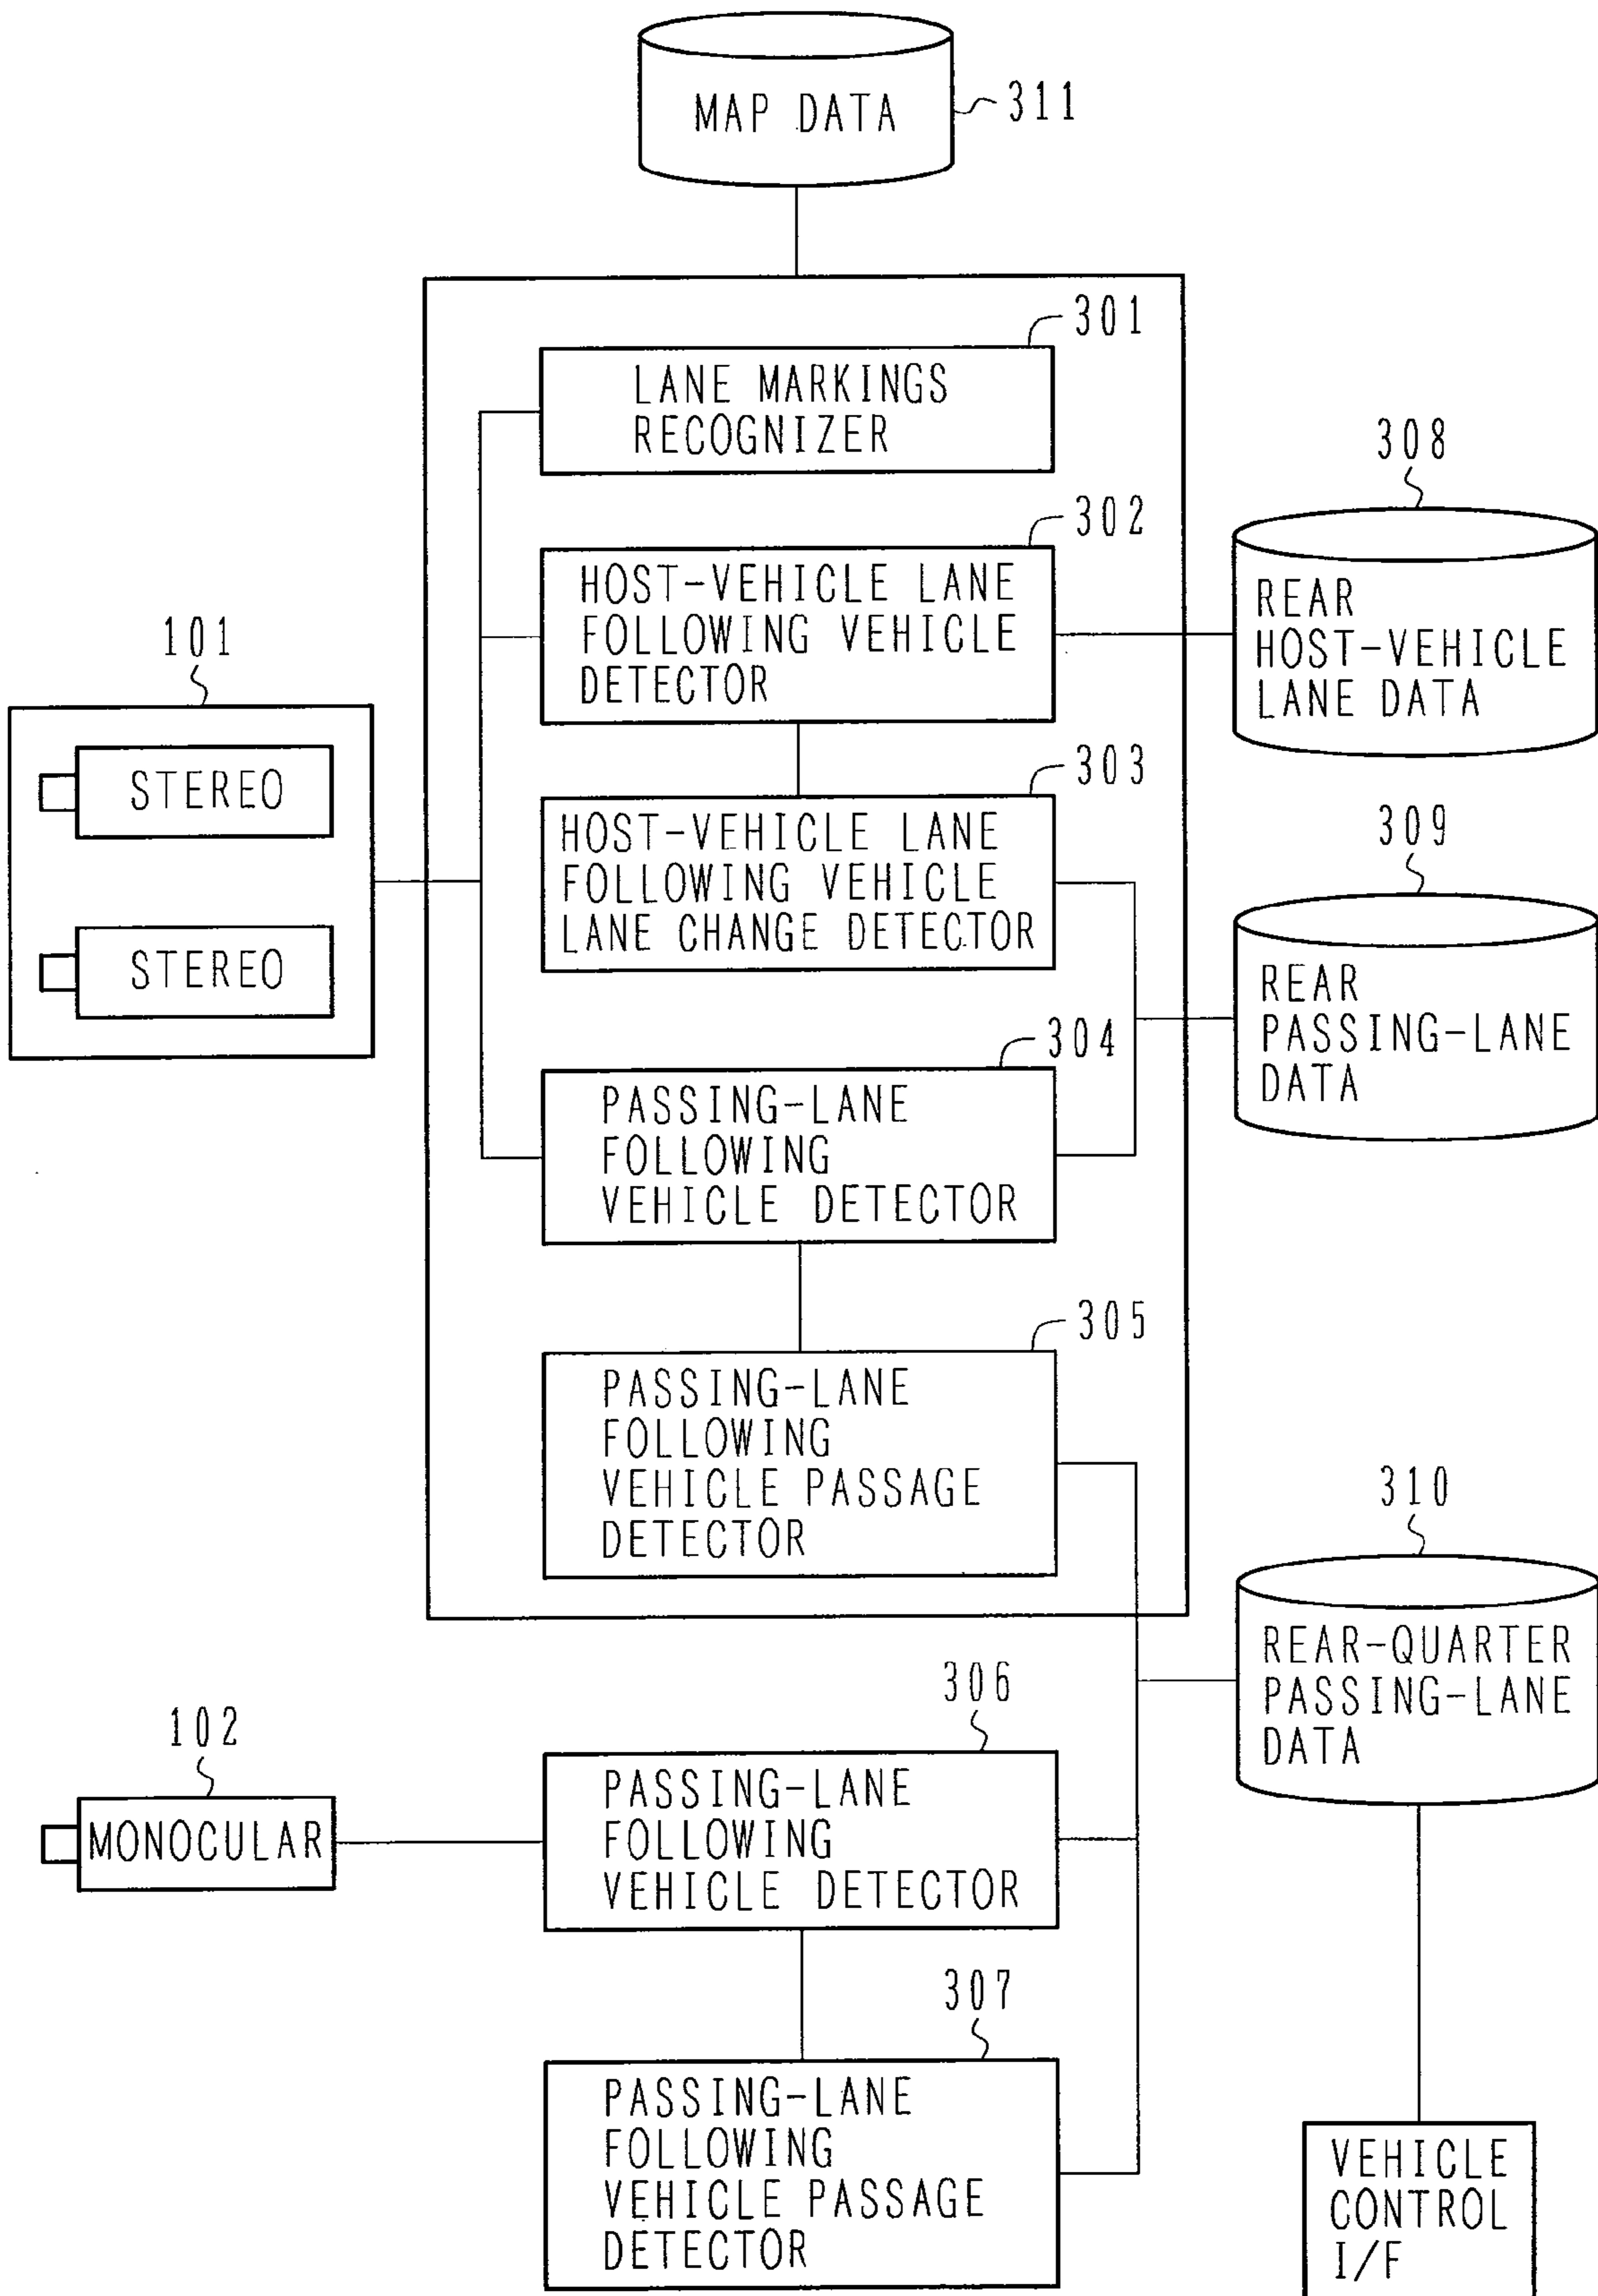 MAP DATA
311
301
LANE MARKINGS
RECOGNIZER
308
302
HOST-VEHICLE LANE
FOLLOWING VEHICLE
DETECTOR
REAR
HOST-VEHICLE
LANE DATA
101
STEREO
STEREO
303
HOST-VEHICLE LANE
FOLLOWING VEHICLE
LANE CHANGE DETECTOR
309
REAR
PASSING-LANE
DATA
304
PASSING-LANE
FOLLOWING
VEHICLE DETECTOR
305
PASSING-LANE
FOLLOWING
VEHICLE PASSAGE
DETECTOR
310
REAR-QUARTER
PASSING-LANE
DATA
306
102
MONOCULAR
PASSING-LANE
FOLLOWING
VEHICLE DETECTOR
307
PASSING-LANE
FOLLOWING
VEHICLE PASSAGE
DETECTOR
VEHICLE
CONTROL
I/F